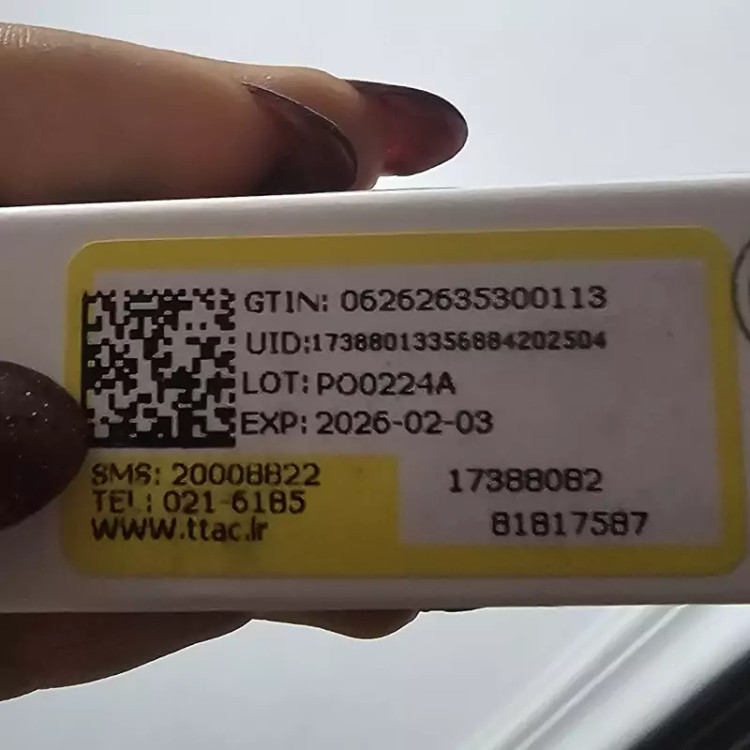 GTIN: 06262635300113
UID:17388013356884202504
LOT: P00224A
EXP: 2026-02-03
SMS: 20008822
TEL: 021-6185
WWW.ttac.ir
17388082
81817587